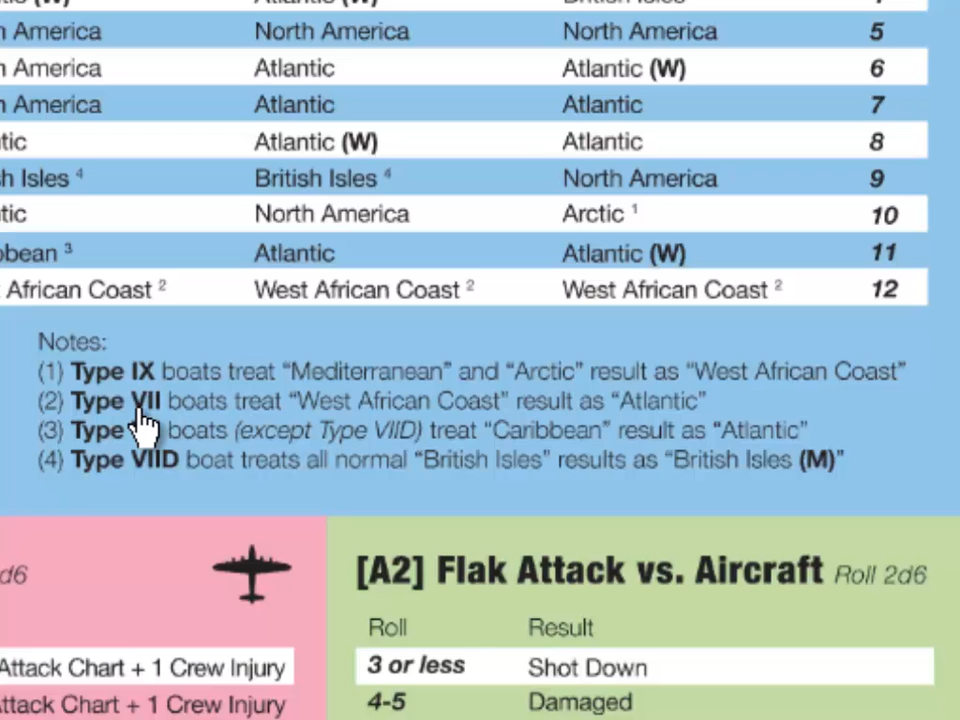 (W)
n America North America North America 5
n America Atlantic Atlantic (W) 6
n America Atlantic Atlantic 7
tic Atlantic (W) Atlantic 8
h Isles 4 British Isles 4 North America 9
tic North America Arctic 1 10
bbean 3 Atlantic Atlantic (W) 11
African Coast 2 West African Coast 2 West African Coast 2 12
Notes:
(1) Type IX boats treat “Mediterranean” and “Arctic” result as “West African Coast”
(2) Type VII boats treat “West African Coast” result as “Atlantic”
(3) Type boats (except Type VIID) treat “Caribbean” result as “Atlantic”
(4) Type VIID boat treats all normal “British Isles” results as “British Isles (M)”
d6
Attack Chart + 1 Crew Injury
Attack Chart + 1 Crew Injury
[A2] Flak Attack vs. Aircraft Roll 2d6
Roll Result
3 or less Shot Down
4-5 Damaged